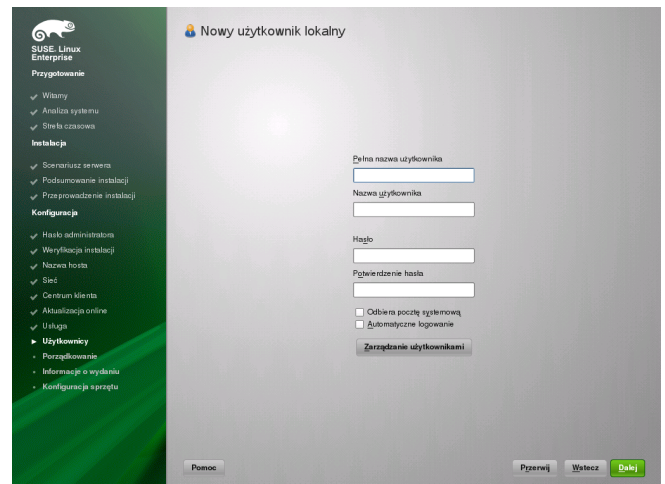 SUSE. Linux
Enterprise
Przygotowanie
Witamy
Analiza systemu
Strefa czasowa
Instalacja
Scenariusz serwera
Podsumowanie instalacji
Przeprowadzenie instalacji
Konfiguracja
Hasło administratora
Weryfikacja instalacji
Nazwa hosta
Sieć
Centrum klienta
Aktualizacja online
Usługa
Użytkownicy
Porządkowanie
Informacje o wydaniu
Konfiguracja sprzętu
Nowy użytkownik lokalny
Pełna nazwa użytkownika
Nazwa użytkownika
Hasło
Potwierdzenie hasła
Odbiera pocztę systemową
Automatyczne logowanie
Zarządzanie użytkownikami
Pomoc
Przerwij
Wstecz
Dalej